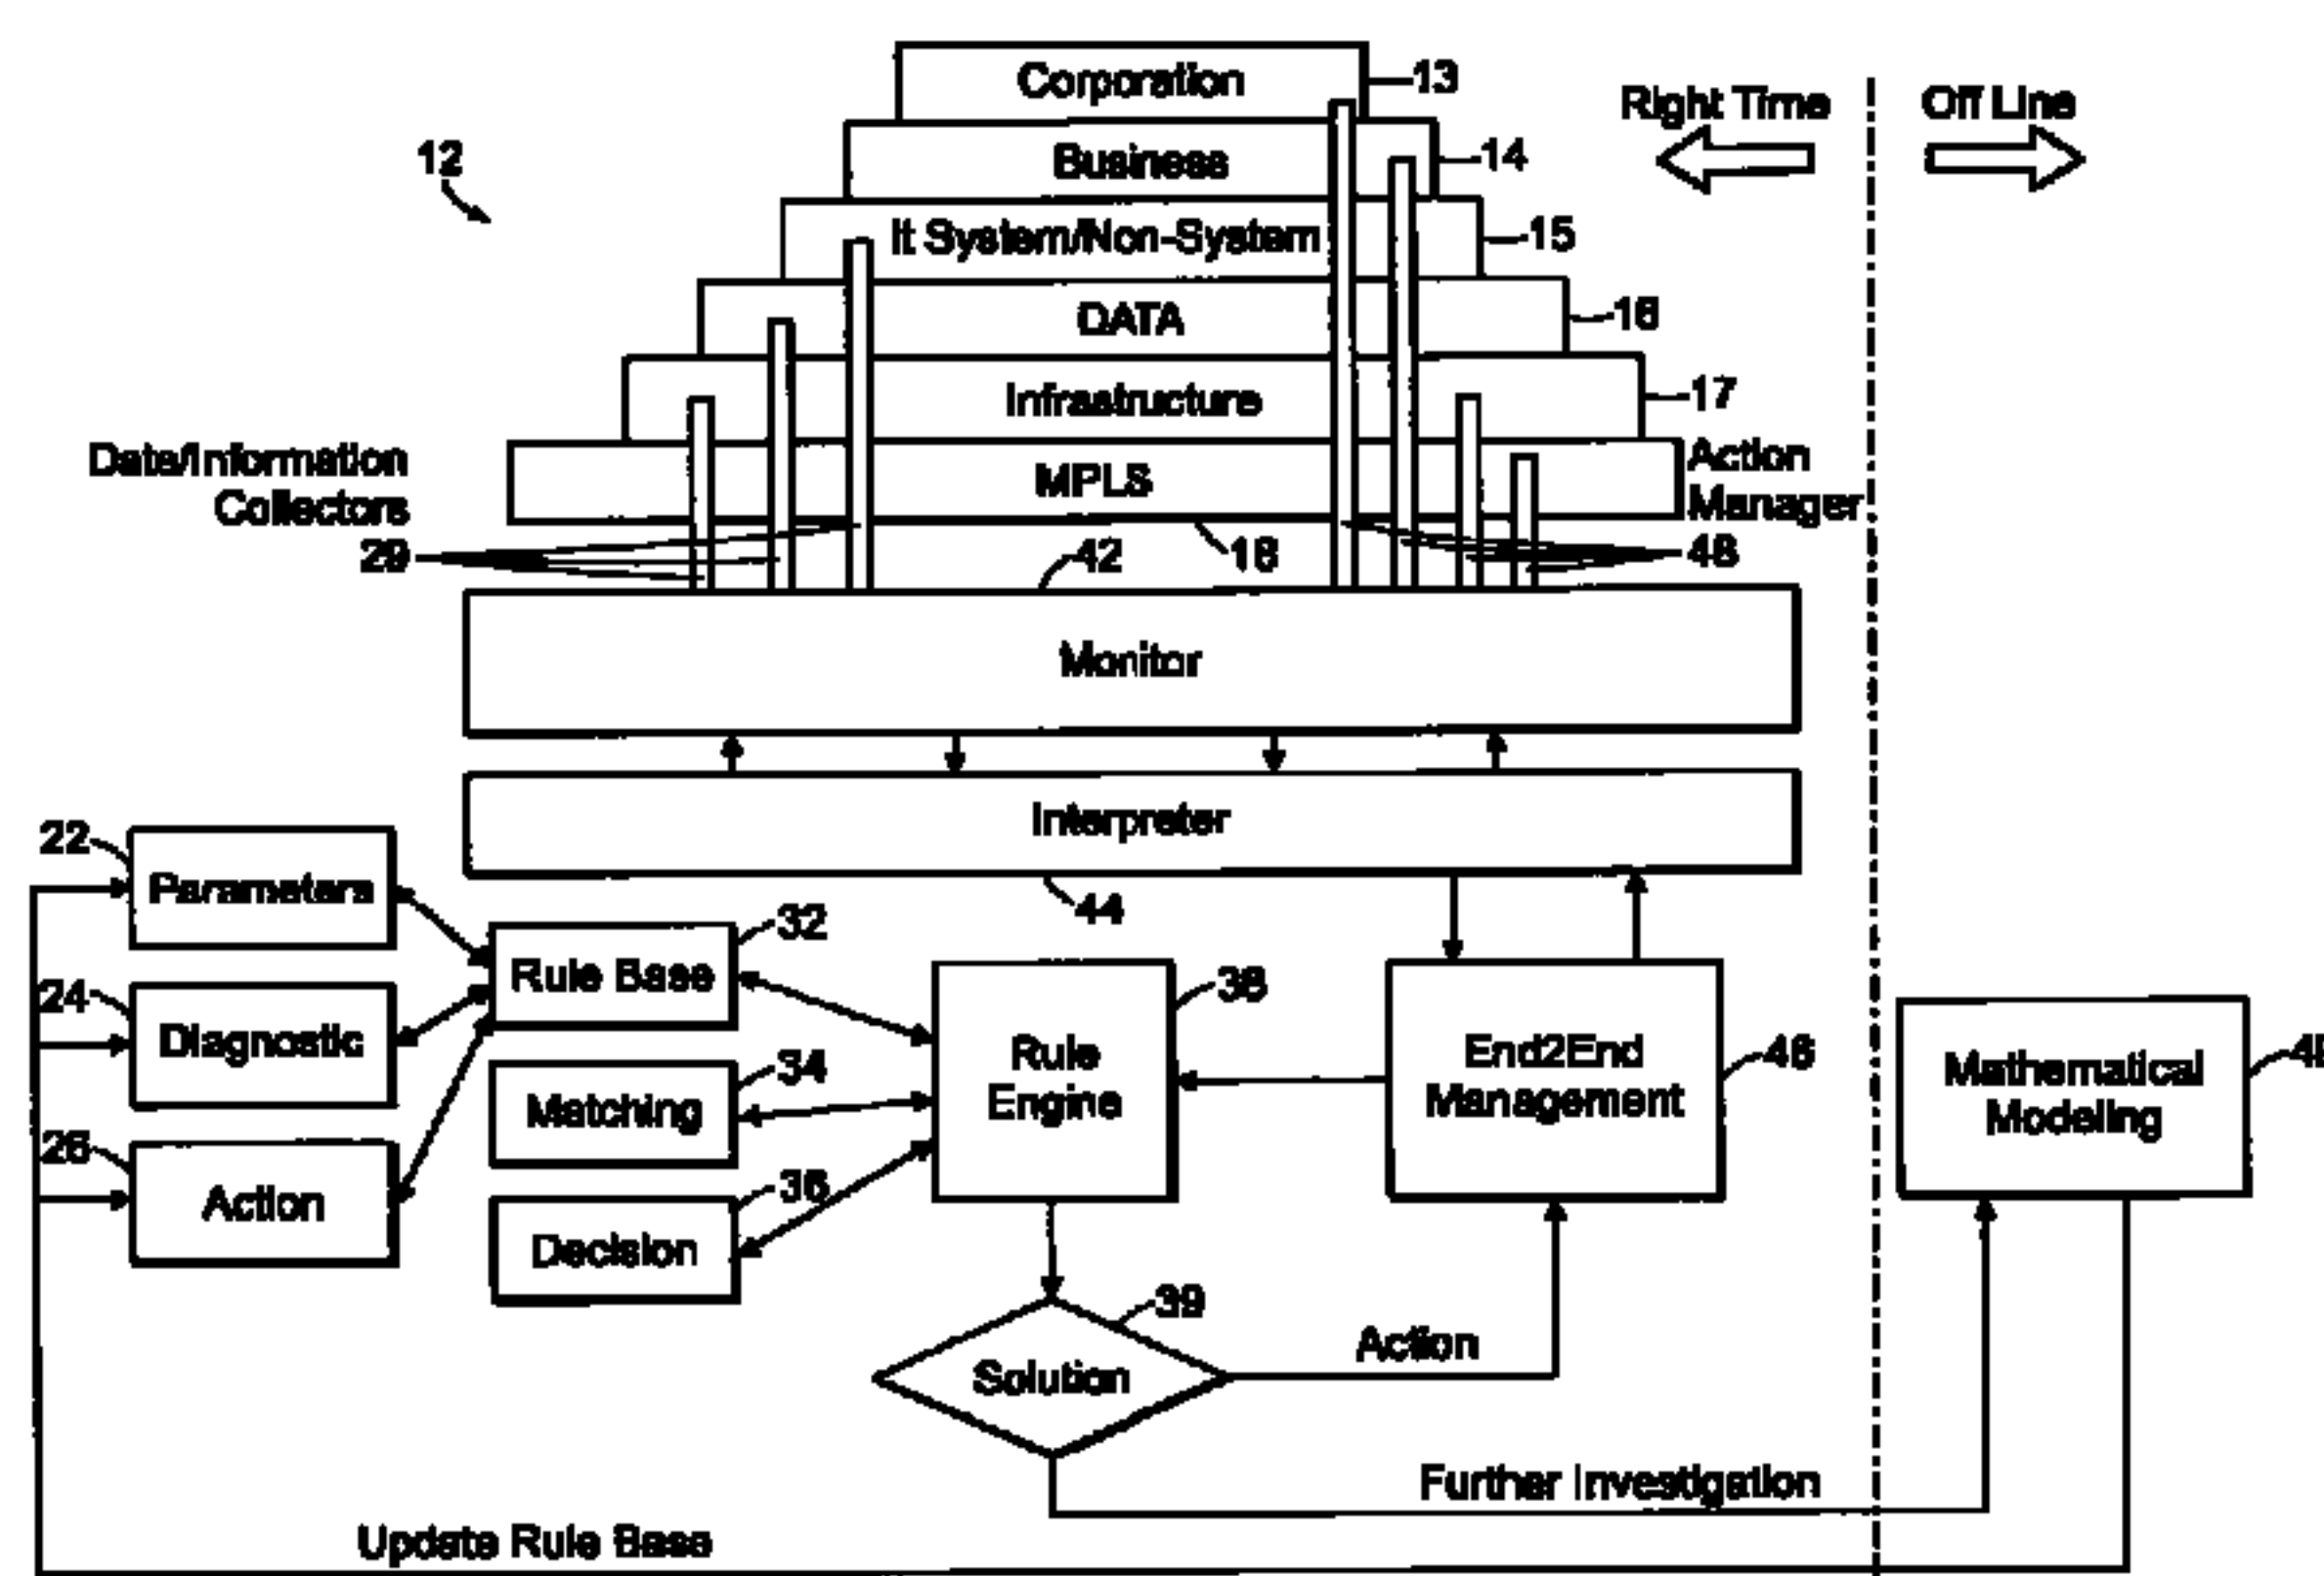 Corporation
13
Right Time
Off Line
12
Business
14
It System/Non-System
15
DATA
16
Infrastructure
17
Data/Information
Collectors
MPLS
Action
Manager
29
42
18
48
Monitor
Interpreter
22
Parameters
44
32
Rule Base
38
24
Diagnostic
Rule
Engine
End2End
Management
46
Mathematical
Modeling
34
Matching
26
Action
36
Decision
39
Solution
Action
Further Investigation
Update Rule Base